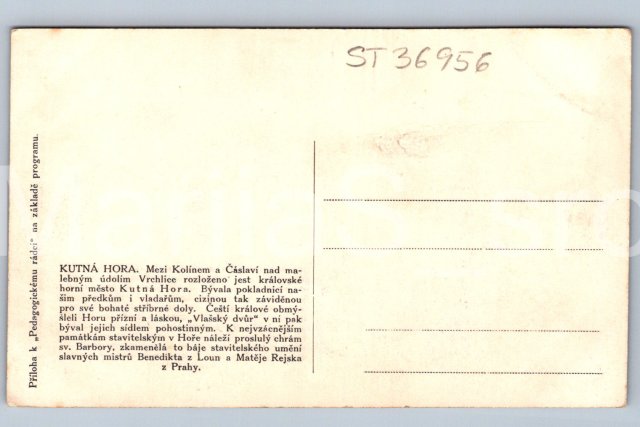 ST 36956
Příloha k „Pedagogickému rádci“ na základě programu.
KUTNÁ HORA. Mezi Kolínem a Čáslaví nad ma-
lebným údolím Vrchlice rozloženo jest královské
horní město Kutná Hora. Bývala pokladnicí na-
šim předkům i vladařům, cizinou tak záviděnou
pro své bohaté stříbrné doly. Čeští králové obmý-
šleli Horu přízní a láskou, „Vlašský dvůr“ v ní pak
býval jejich sídlem pohostinným. K nejvzácnějším
památkám stavitelským v Hoře náleží proslulý chrám
sv. Barbory, zkamenělá to báje stavitelského umění
slavných mistrů Benedikta z Loun a Matěje Rejska
z Prahy.